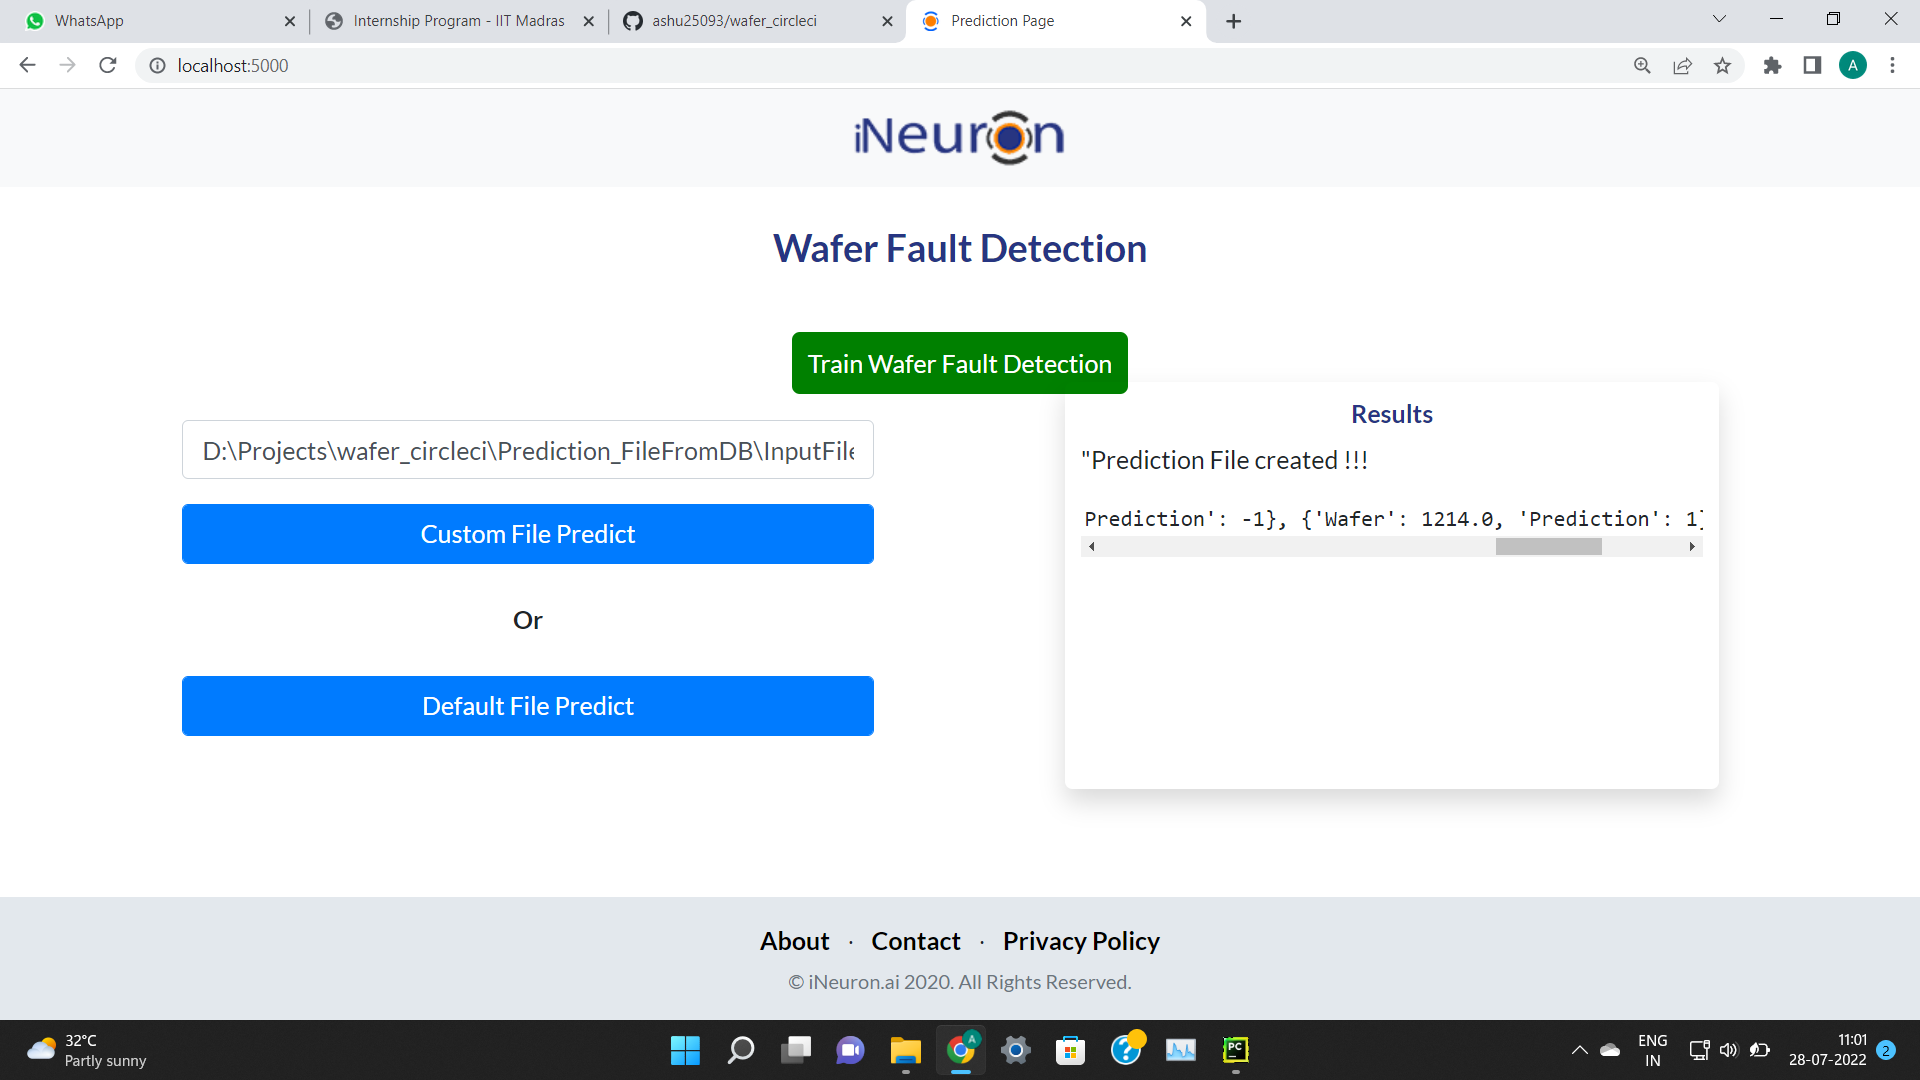 WhatsApp
Internship Program - IIT Madras
ashu25093/wafer_circleci
Prediction Page
localhost:5000
A
iNeuron
Wafer Fault Detection
Train Wafer Fault Detection
D:\Projects\wafer_circleci\Prediction_FileFromDB\InputFile
Custom File Predict
Or
Default File Predict
Results
"Prediction File created !!!
Prediction': -1}, {'Wafer': 1214.0, 'Prediction': 1}
About · Contact · Privacy Policy
© iNeuron.ai 2020. All Rights Reserved.
32°C
Partly sunny
A
PC
ENG
IN
11:01
28-07-2022
2